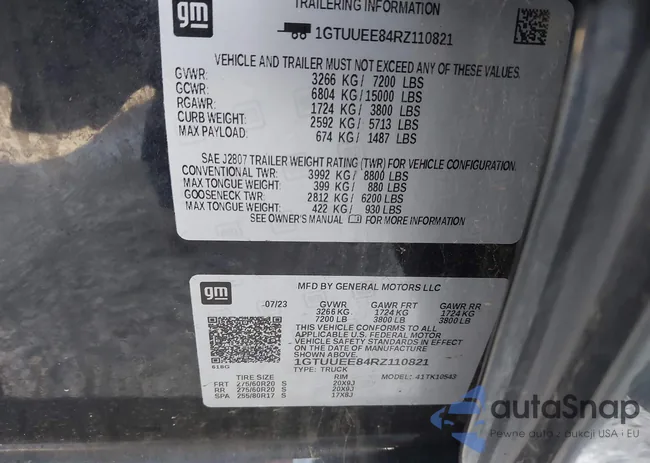 gm
TRAILERING INFORMATION
1GTUUEE84RZ110821
VEHICLE AND TRAILER MUST NOT EXCEED ANY OF THESE VALUES.
GVWR: 3266 KG/ 7200 LBS
GCWR: 6804 KG/15000 LBS
RGAWR: 1724 KG/ 3800 LBS
CURB WEIGHT: 2592 KG/ 5713 LBS
MAX PAYLOAD: 674 KG/ 1487 LBS
SAE J2807 TRAILER WEIGHT RATING (TWR) FOR VEHICLE CONFIGURATION.
CONVENTIONAL TWR: 3992 KG/ 8800 LBS
MAX TONGUE WEIGHT: 399 KG/ 880 LBS
GOOSENECK TWR: 2812 KG/ 6200 LBS
MAX TONGUE WEIGHT: 422 KG/ 930 LBS
SEE OWNER'S MANUAL FOR MORE INFORMATION
gm
MFD BY GENERAL MOTORS LLC
07/23 GVWR GAWR FRT GAWR RR
3266 KG 1724 KG 1724 KG
7200 LB 3800 LB 3800 LB
THIS VEHICLE CONFORMS TO ALL
APPLICABLE U.S. FEDERAL MOTOR
VEHICLE SAFETY STANDARDS IN EFFECT
ON THE DATE OF MANUFACTURE
SHOWN ABOVE.
1GTUUEE84RZ110821
TYPE: TRUCK
MODEL: 41TK10543
TIRE SIZE RIM
FRT 275/60R20 S 20X9J
RR 275/60R20 S 20X9J
SPA 255/80R17 S 17X8J
autoSnap
Pewne auto z aukcji USA i EU